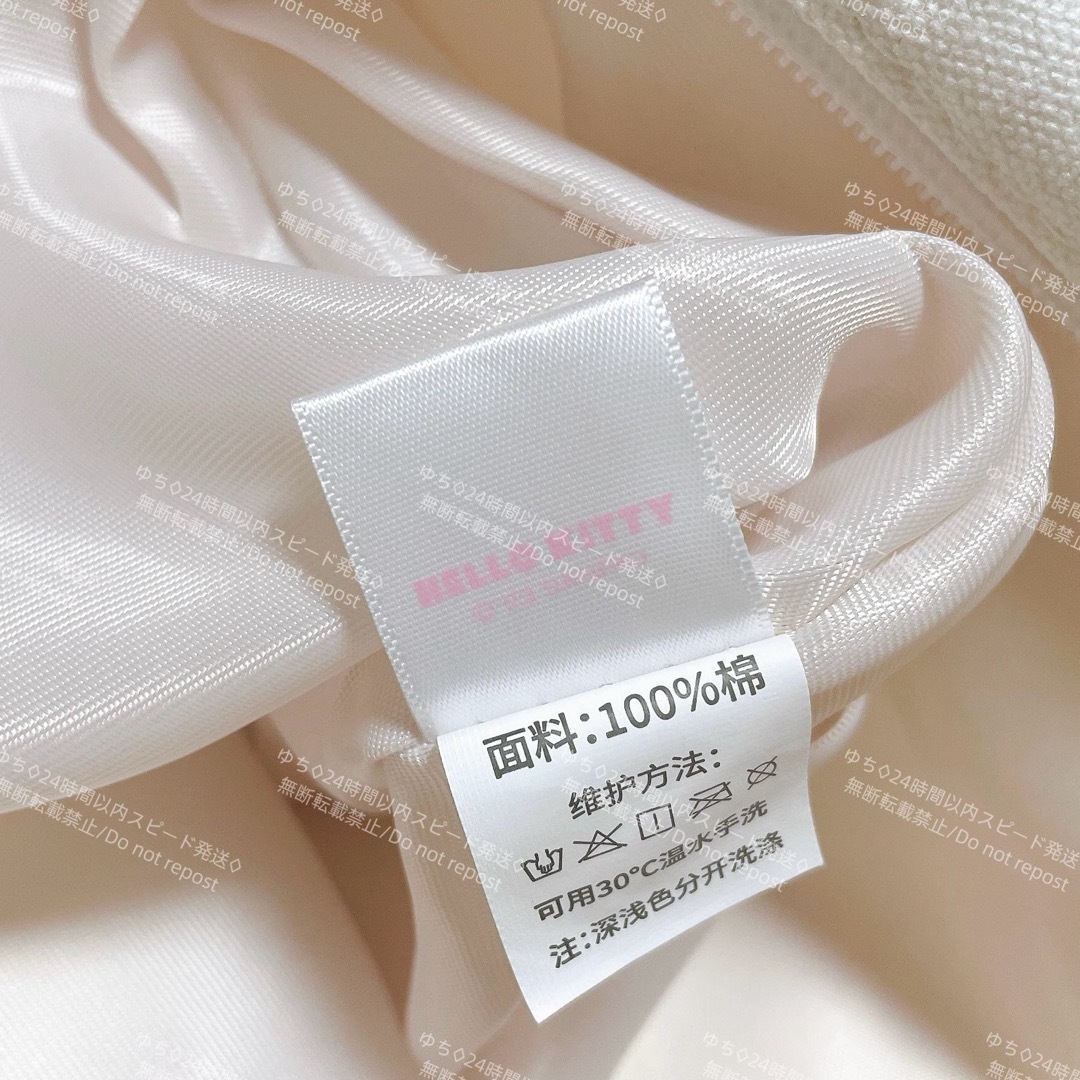 HELLO KITTY
面料:100%棉
维护方法:
可用30°C温水手洗
注:深浅色分开洗涤
ゆち◊24時間以内スピード発送◊
無断転載禁止/Do not repost